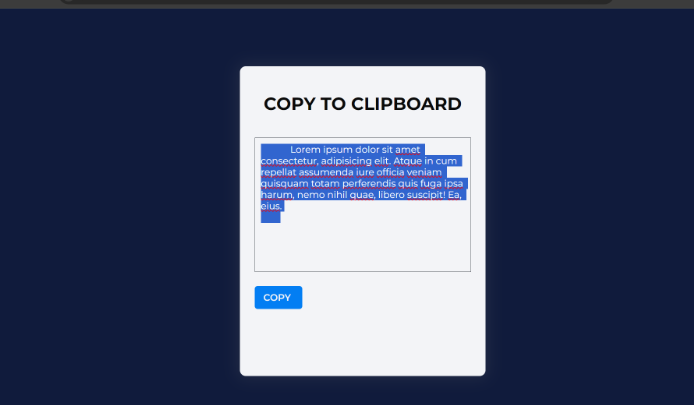 COPY TO CLIPBOARD
Lorem ipsum dolor sit amet
consectetur, adipisicing elit. Atque in cum
repellat assumenda iure officia veniam
quisquam totam perferendis quis fuga ipsa
harum, nemo nihil quae, libero suscipit! Ea,
eius.
COPY